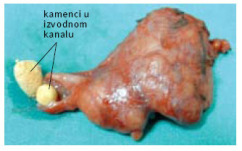 kamenci u
izvodnom
kanalu